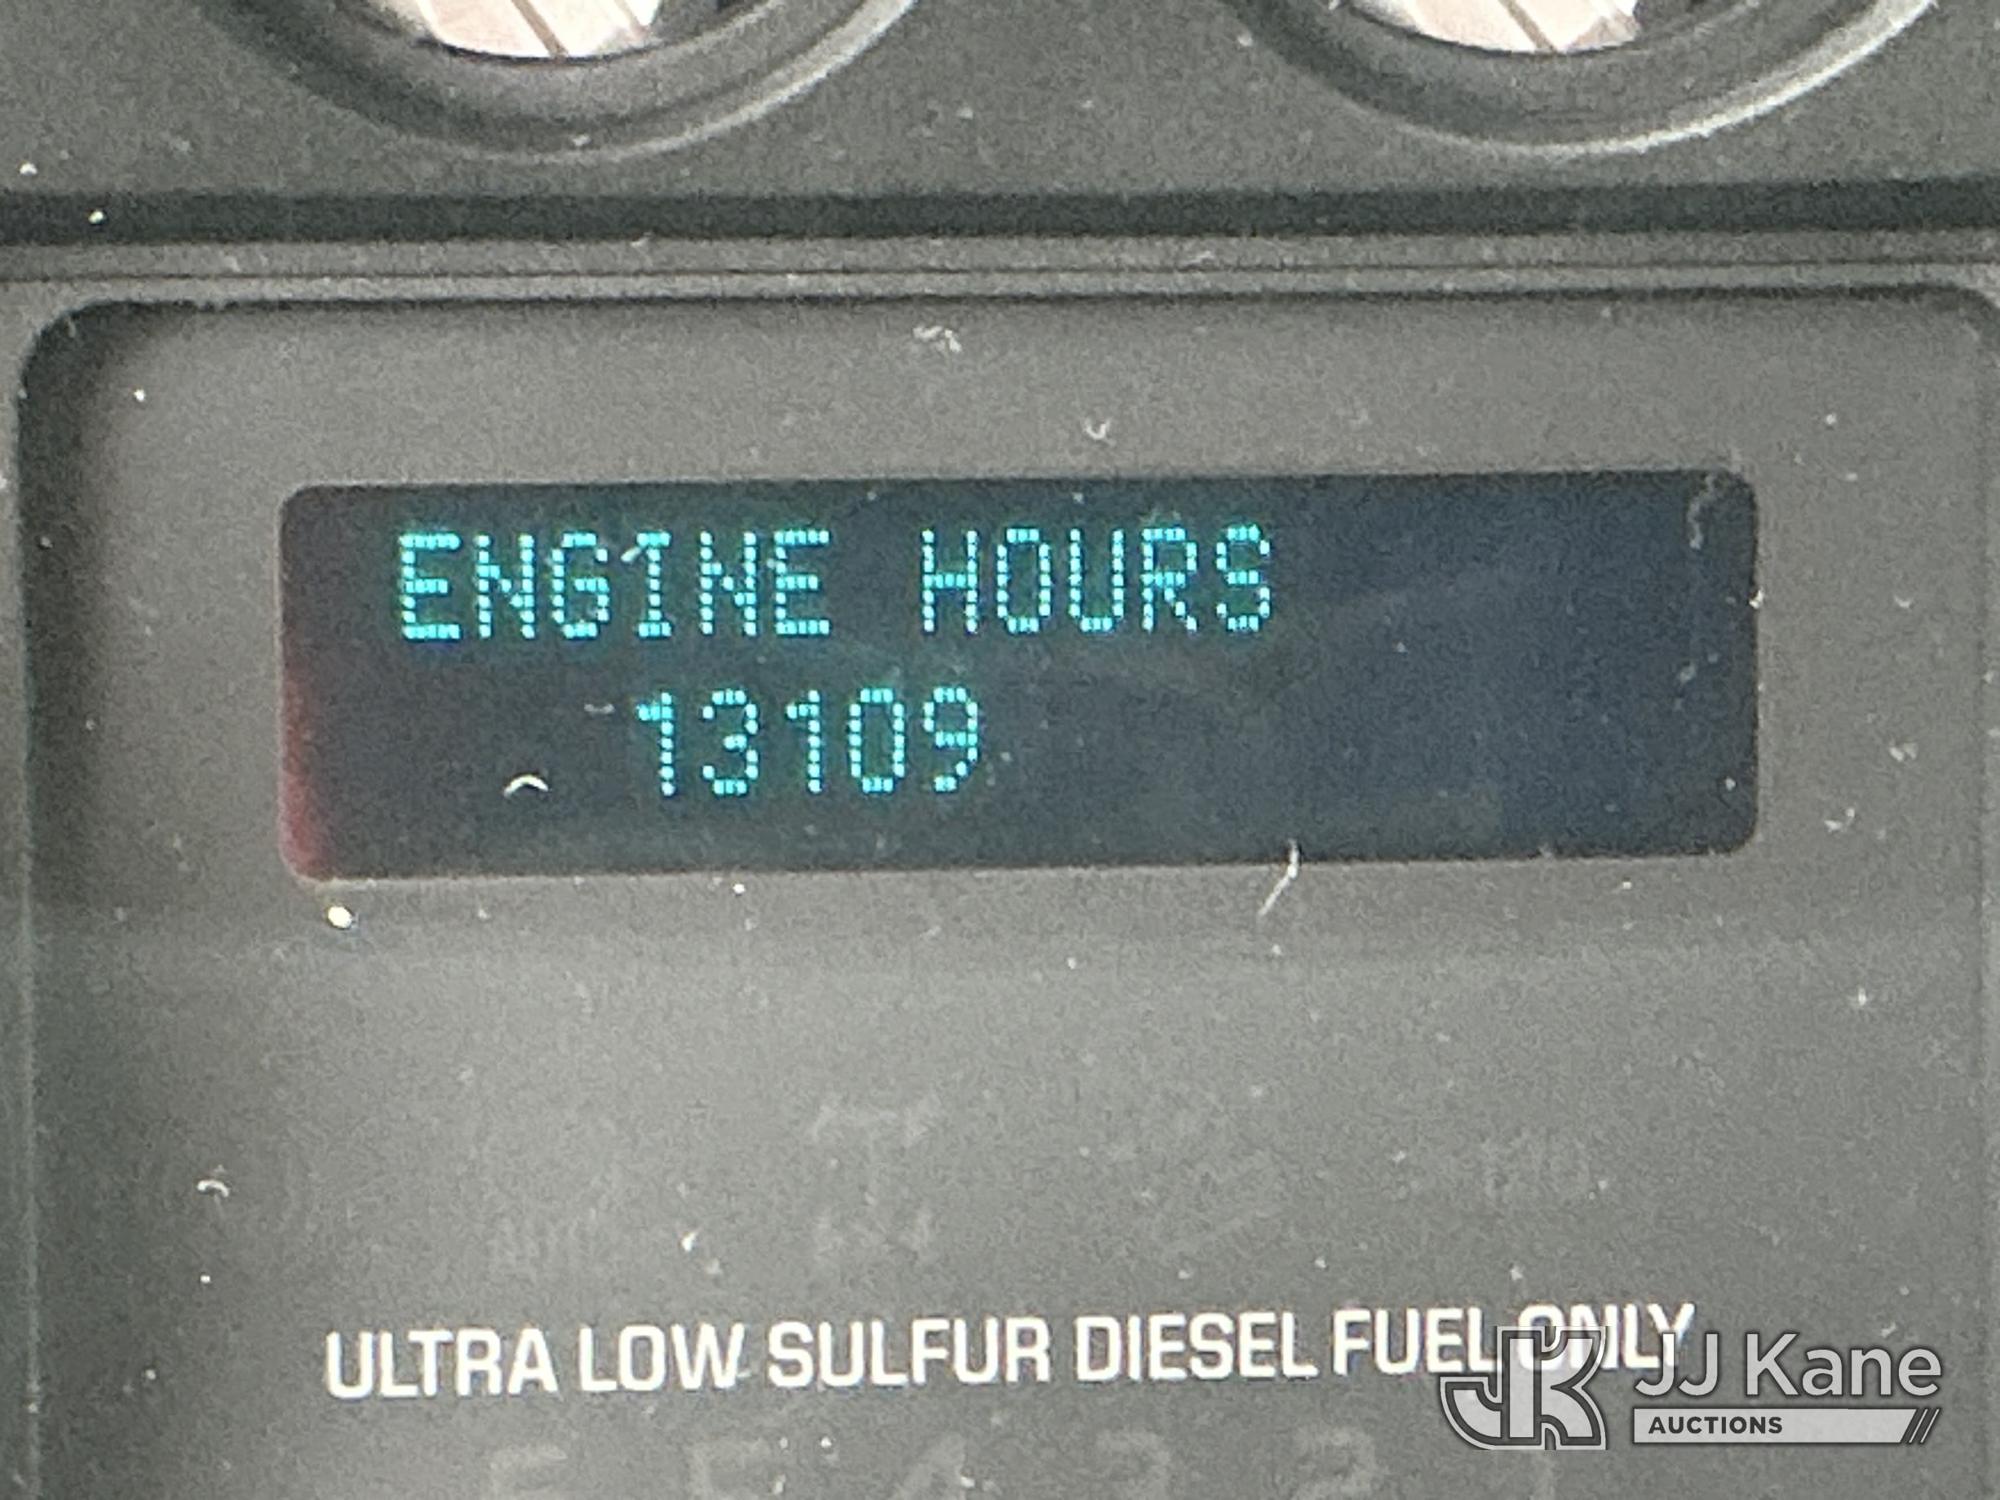 ENGINE HOURS
13109
ULTRA LOW SULFUR DIESEL FUEL ONLY
JJ Kane
AUCTIONS